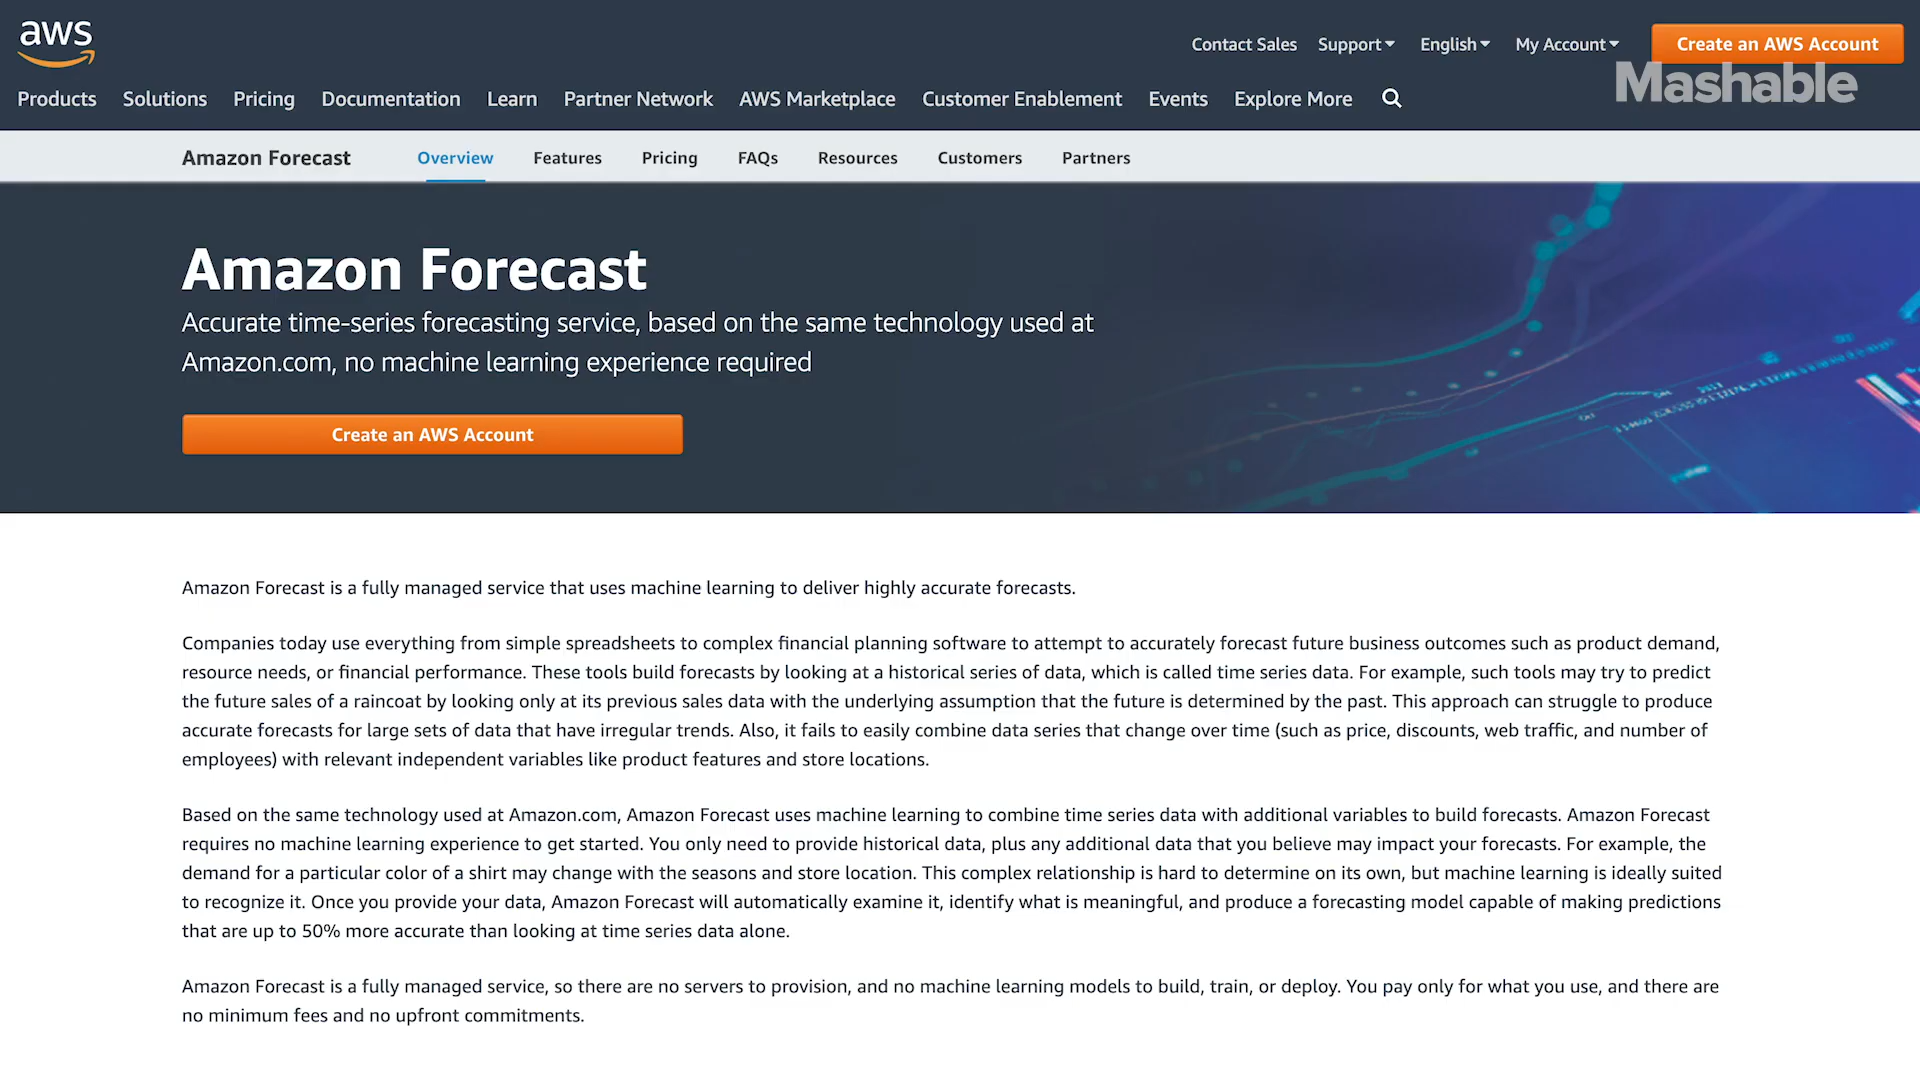 aws
Contact Sales Support English My Account Create an AWS Account
Mashable
Products Solutions Pricing Documentation Learn Partner Network AWS Marketplace Customer Enablement Events Explore More
Amazon Forecast Overview Features Pricing FAQs Resources Customers Partners
Amazon Forecast
Accurate time-series forecasting service, based on the same technology used at
Amazon.com, no machine learning experience required
Create an AWS Account
Amazon Forecast is a fully managed service that uses machine learning to deliver highly accurate forecasts.
Companies today use everything from simple spreadsheets to complex financial planning software to attempt to accurately forecast future business outcomes such as product demand,
resource needs, or financial performance. These tools build forecasts by looking at a historical series of data, which is called time series data. For example, such tools may try to predict
the future sales of a raincoat by looking only at its previous sales data with the underlying assumption that the future is determined by the past. This approach can struggle to produce
accurate forecasts for large sets of data that have irregular trends. Also, it fails to easily combine data series that change over time (such as price, discounts, web traffic, and number of
employees) with relevant independent variables like product features and store locations.
Based on the same technology used at Amazon.com, Amazon Forecast uses machine learning to combine time series data with additional variables to build forecasts. Amazon Forecast
requires no machine learning experience to get started. You only need to provide historical data, plus any additional data that you believe may impact your forecasts. For example, the
demand for a particular color of a shirt may change with the seasons and store location. This complex relationship is hard to determine on its own, but machine learning is ideally suited
to recognize it. Once you provide your data, Amazon Forecast will automatically examine it, identify what is meaningful, and produce a forecasting model capable of making predictions
that are up to 50% more accurate than looking at time series data alone.
Amazon Forecast is a fully managed service, so there are no servers to provision, and no machine learning models to build, train, or deploy. You pay only for what you use, and there are
no minimum fees and no upfront commitments.